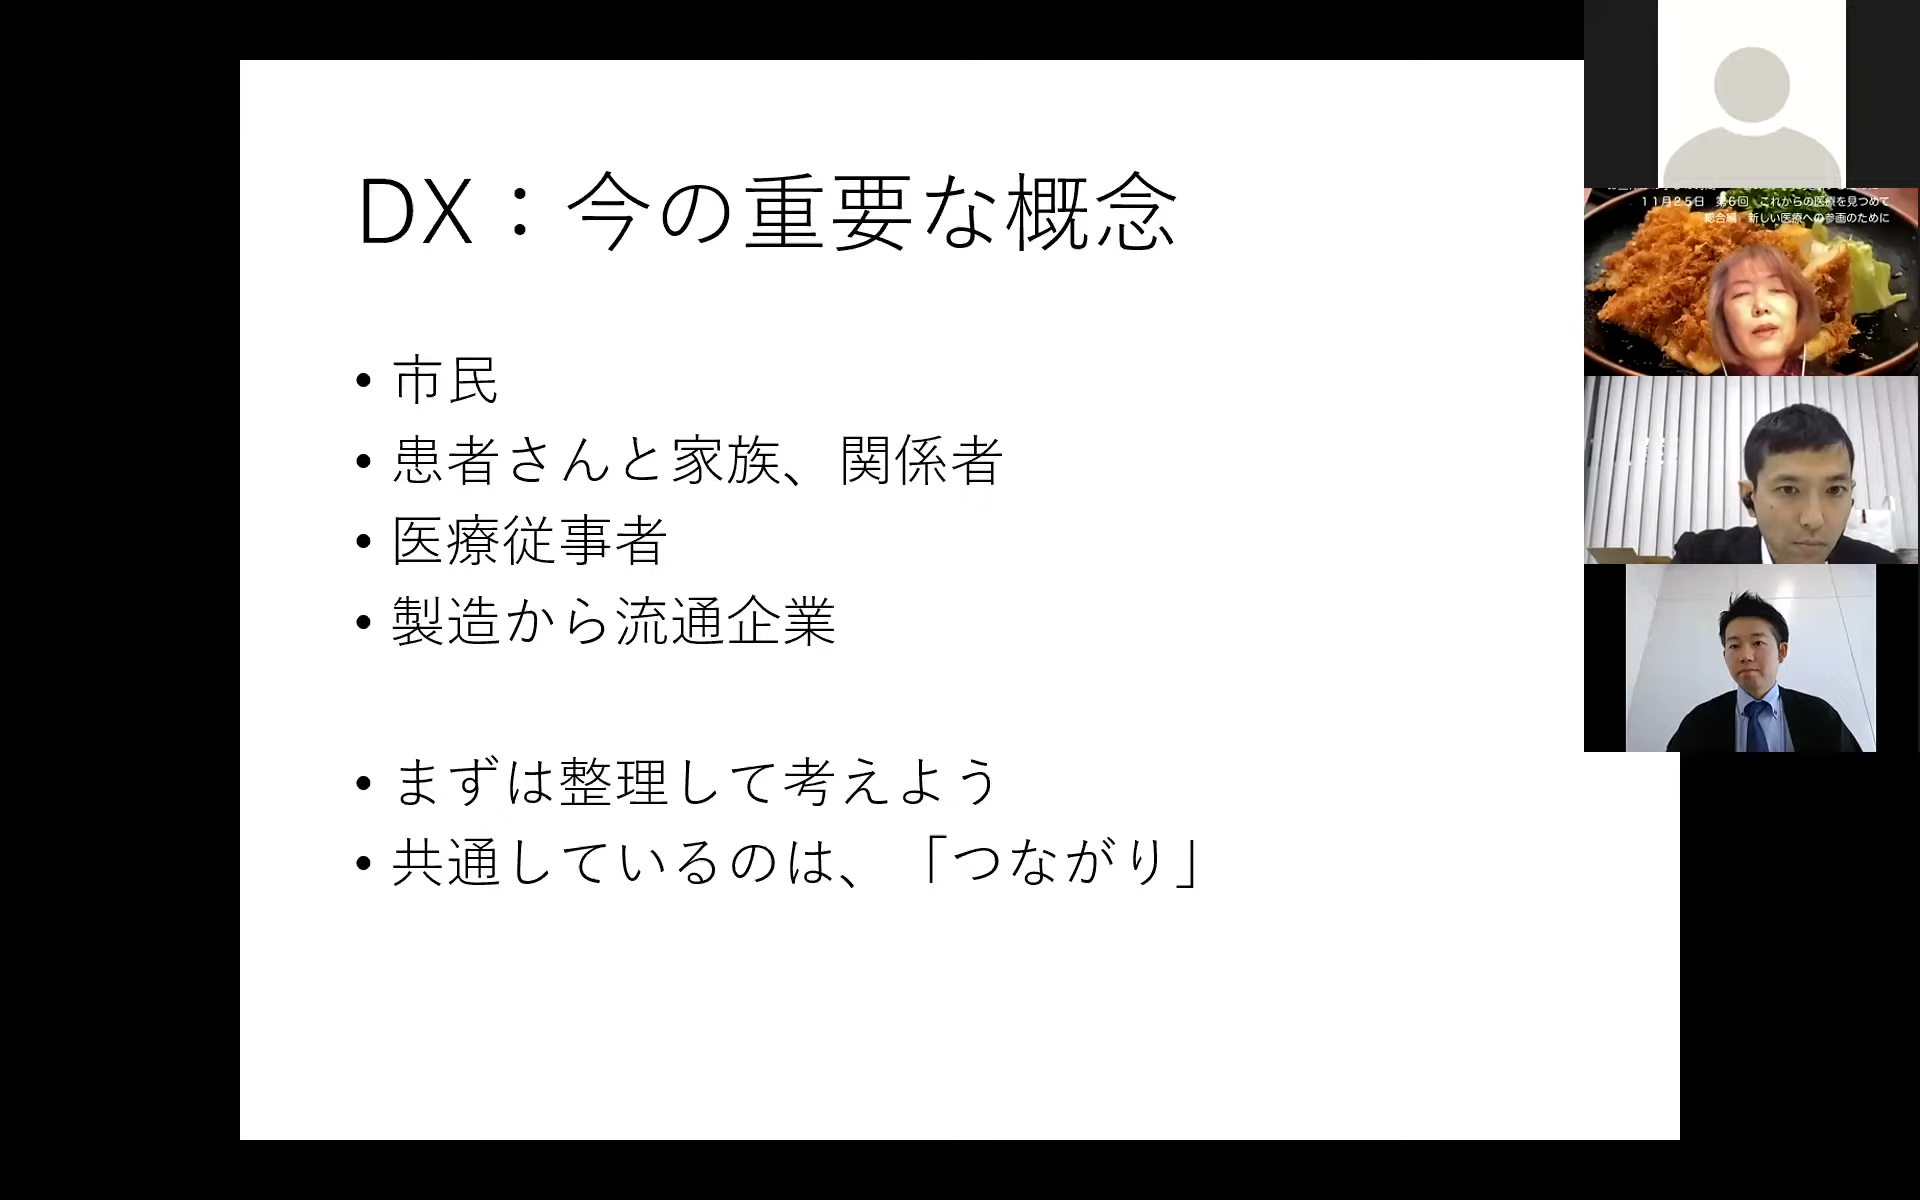 DX：今の重要な概念
• 市民
• 患者さんと家族、関係者
• 医療従事者
• 製造から流通企業
• まずは整理して考えよう
• 共通しているのは、「つながり」
１１月２５日　第６回　これからの医療を見つめて
総合編　新しい医療への参画のために